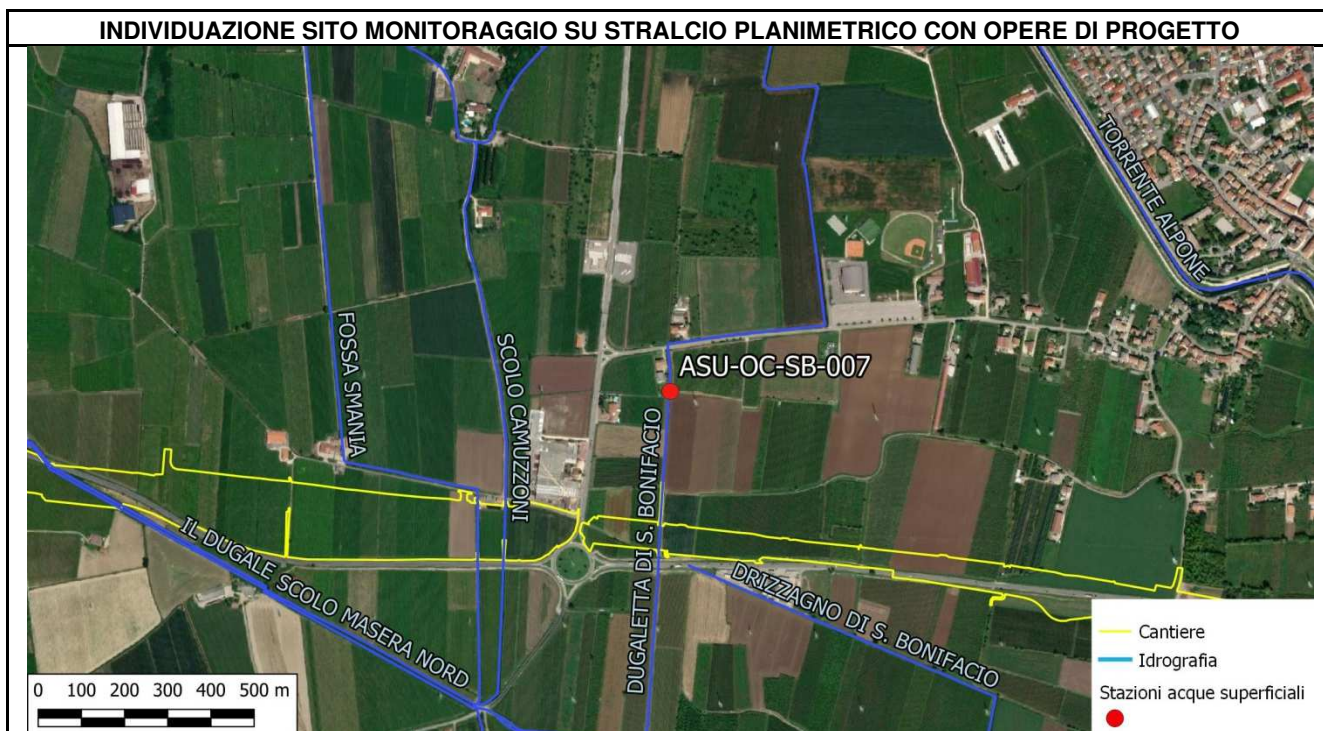 INDIVIDUAZIONE SITO MONITORAGGIO SU STRALCIO PLANIMETRICO CON OPERE DI PROGETTO
TORRENTE ALPONE
FOSSA SMANIA
SCOLO CAMUZZONI
ASU-OC-SB-007
DUGALETTA DI S. BONIFACIO
IL DUGALE SCOLO MASERA NORD
DRIZZAGNO DI S. BONIFACIO
Cantiere
Idrografia
Stazioni acque superficiali
0 100 200 300 400 500 m